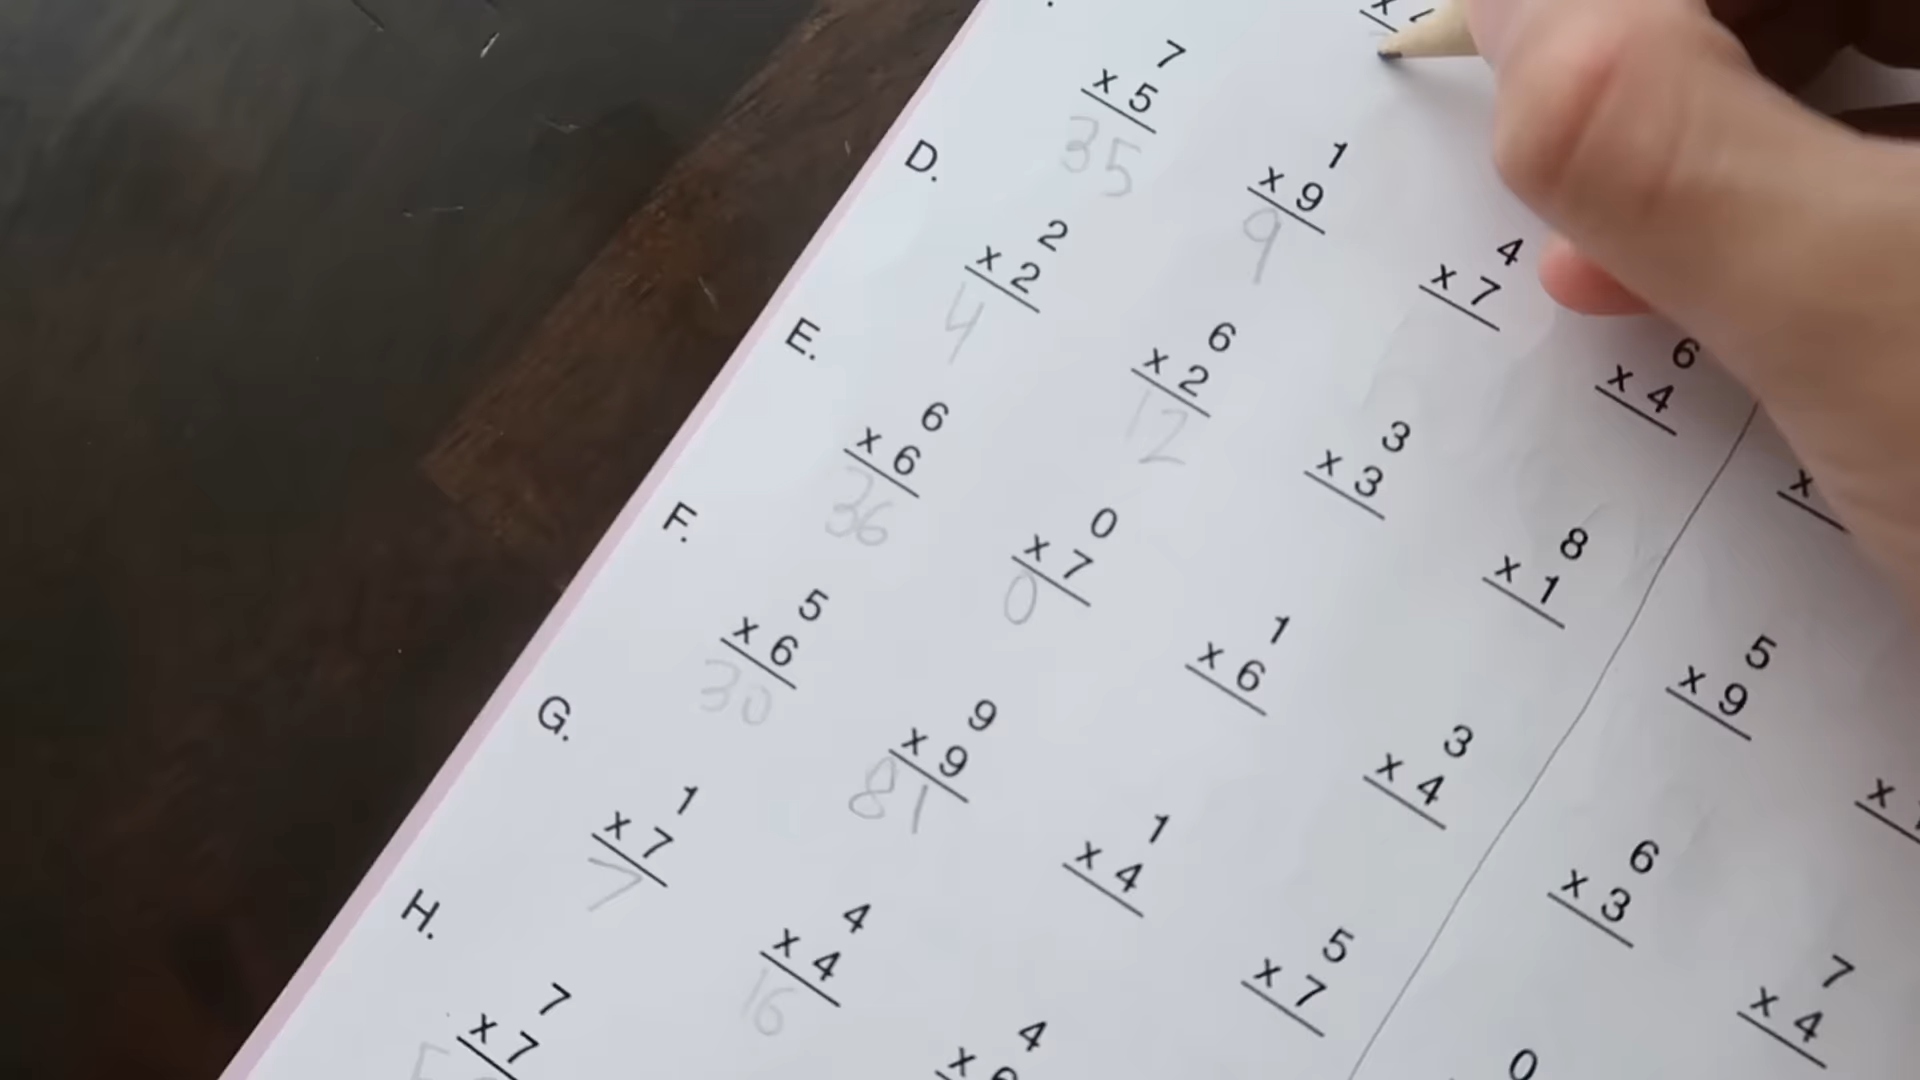 7
x 5
35
D.
1
x 9
9
2
x 2
4
4
x 7
E.
6
x 2
12
6
x 4
6
x 6
36
3
x 3
x
F.
0
x 7
0
8
x 1
5
x 6
30
1
x 6
5
x 9
G.
9
x 9
81
3
x 4
x
1
x 7
7
1
x 4
6
x 3
H.
4
x 4
16
5
x 7
7
x 4
7
x 7
4
x
0